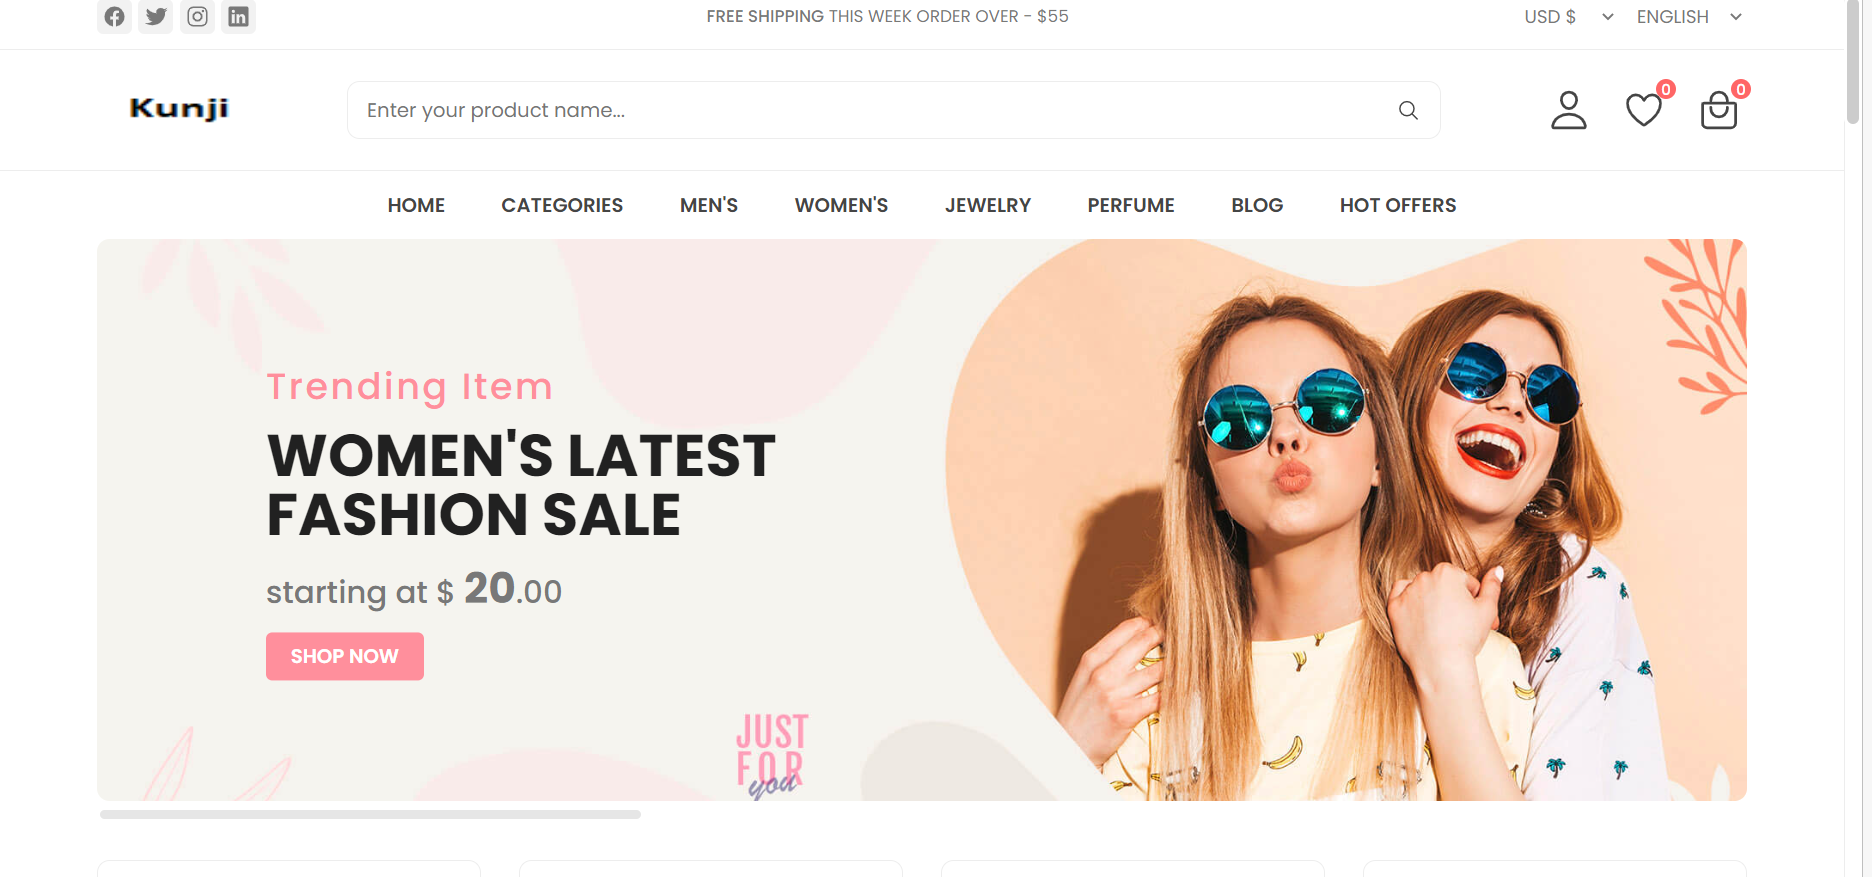 FREE SHIPPING THIS WEEK ORDER OVER - $55
USD $
ENGLISH
Kunji
Enter your product name...
0
0
HOME
CATEGORIES
MEN'S
WOMEN'S
JEWELRY
PERFUME
BLOG
HOT OFFERS
Trending Item
WOMEN'S LATEST
FASHION SALE
starting at $ 20.00
SHOP NOW
JUST
FOR
you